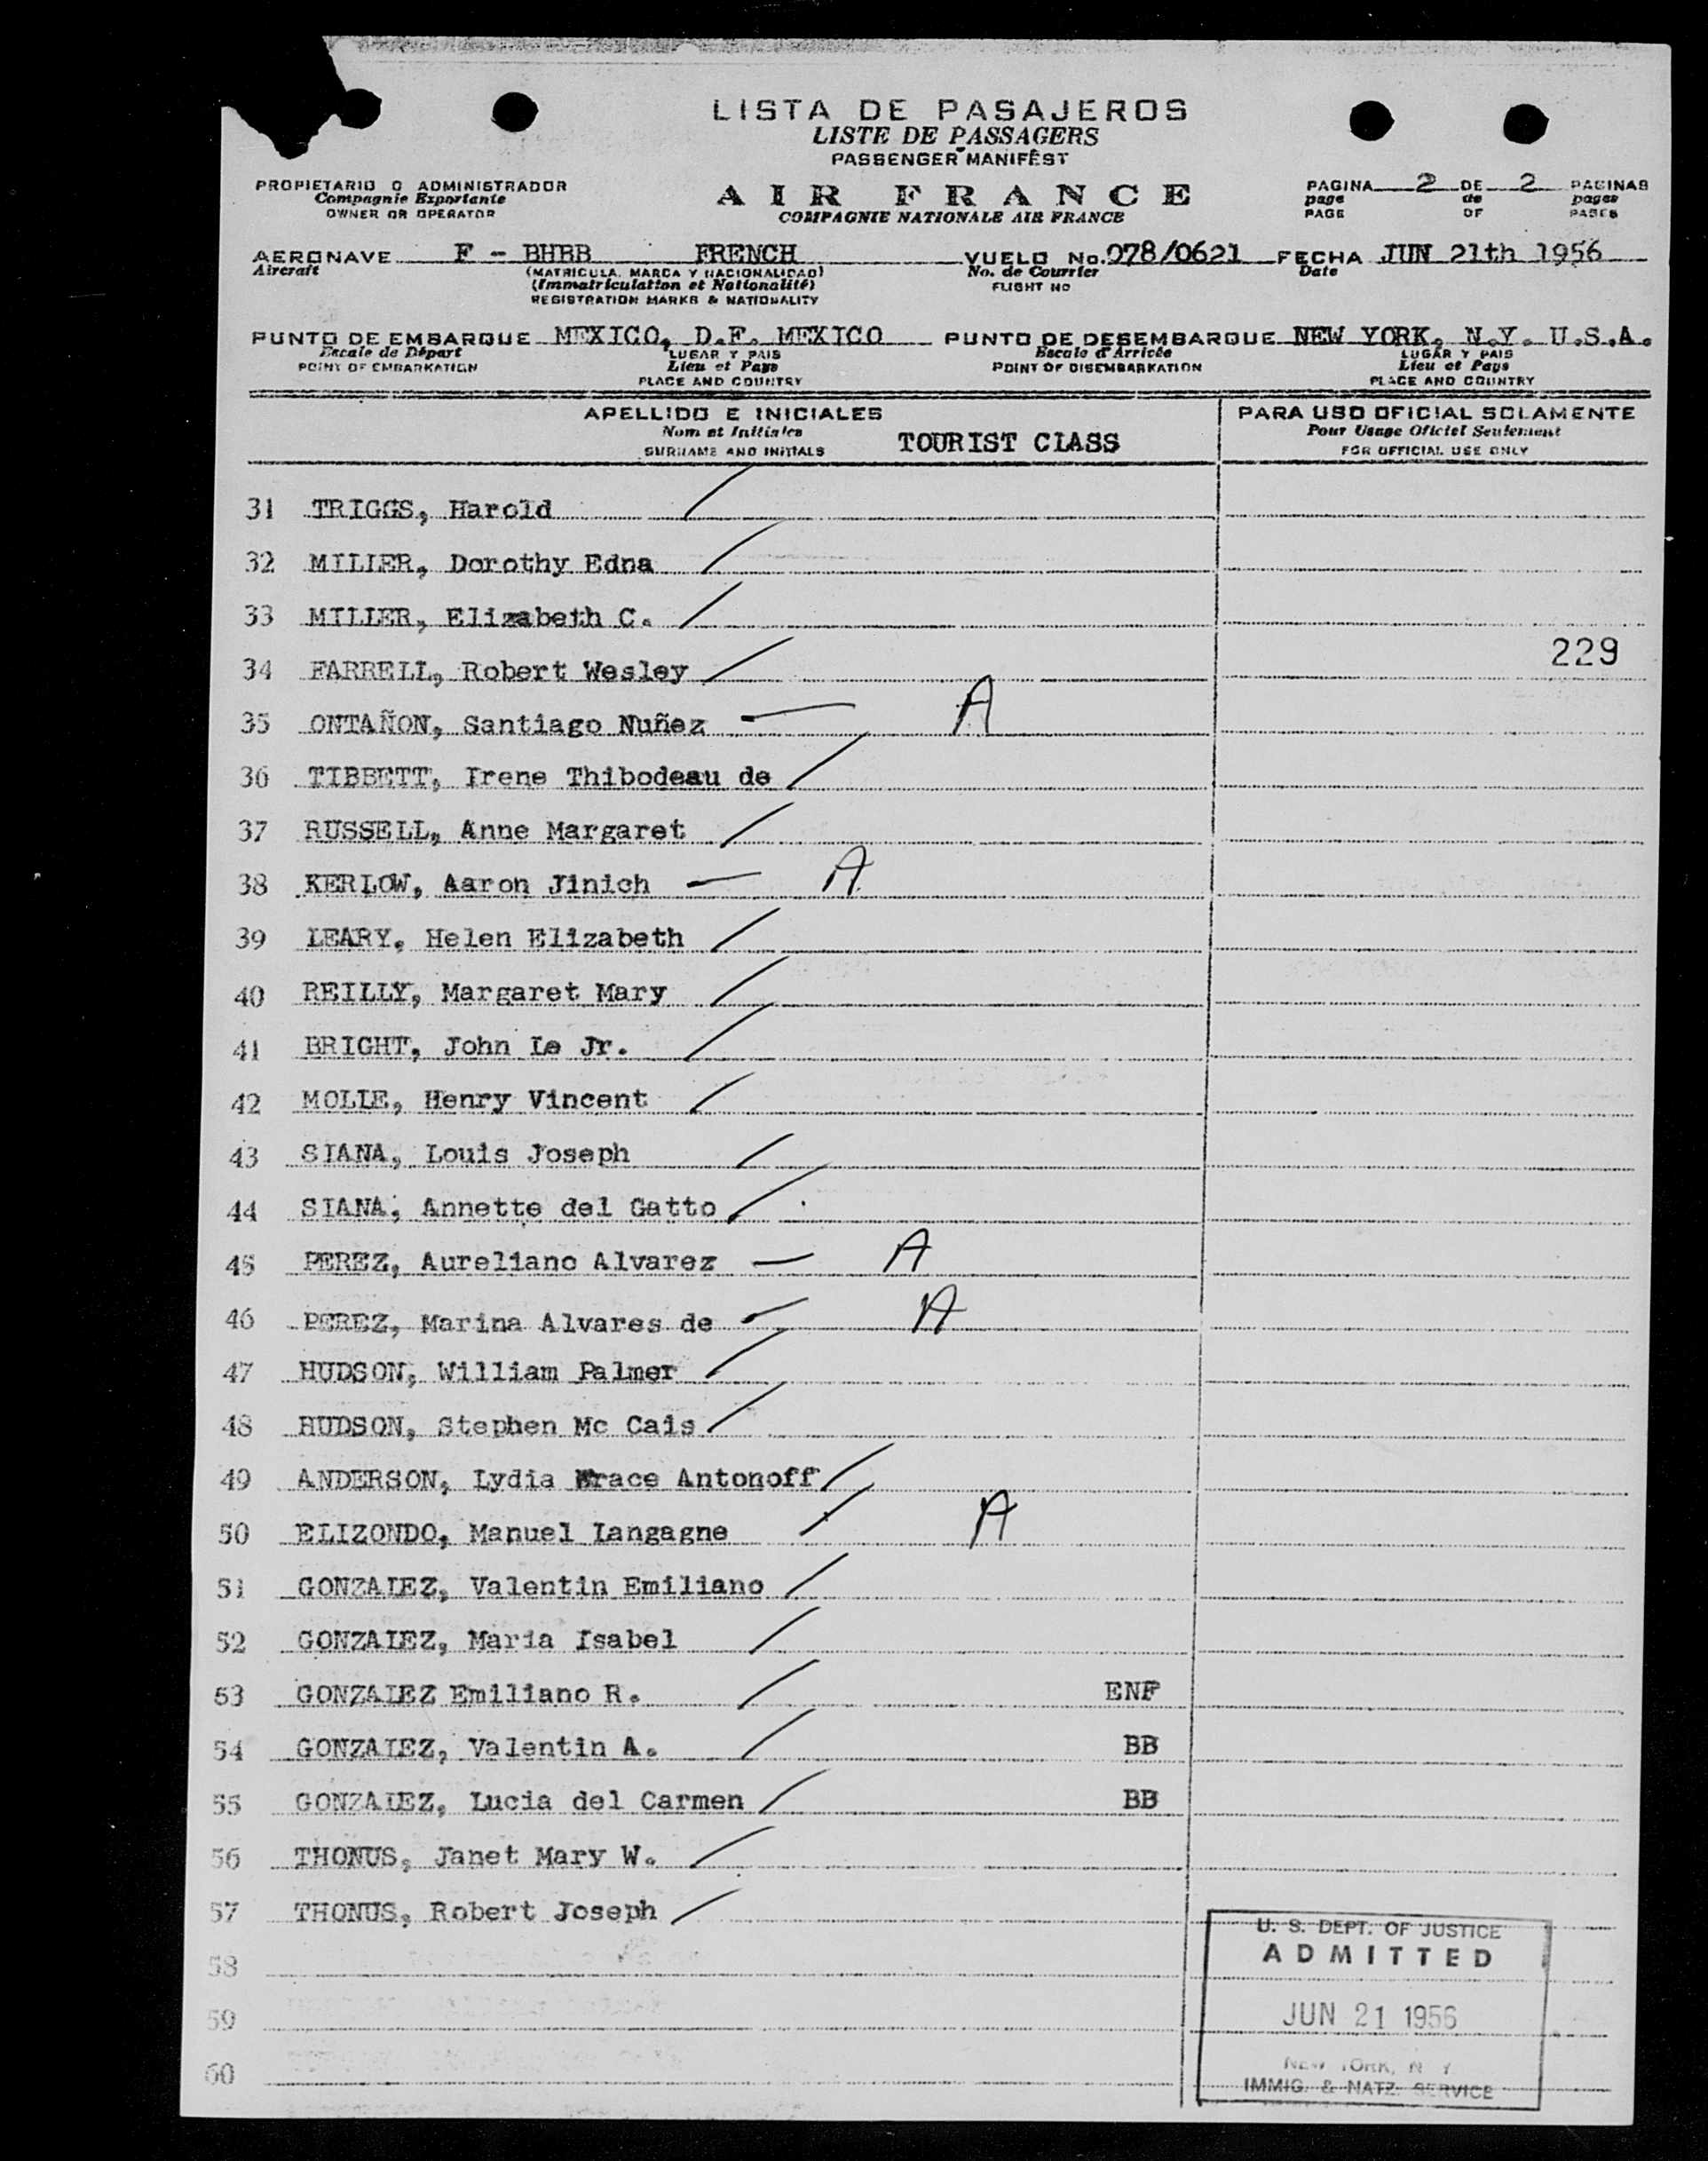 LISTA DE PASAJEROS
LISTE DE PASSAGERS
PASSENGER MANIFEST
PROPIETARIO O ADMINISTRADOR
Compagnie Exportante
OWNER OR OPERATOR
AIR FRANCE
COMPAGNIE NATIONALE AIR FRANCE
PAGINA 2 DE 2 PAGINAS
page de pages
PAGE OF PAGES
AERONAVE F - BHBB FRENCH VUELO No. 078/0621 FECHA JUN 21th 1956
Aircraft (MATRICULA, MARCA Y NACIONALIDAD) No. de Courrier Date
(Immatriculation et Nationalité) FLIGHT NO
REGISTRATION MARKS & NATIONALITY
PUNTO DE EMBARQUE MEXICO, D.F. MEXICO PUNTO DE DESEMBARQUE NEW YORK, N.Y. U.S.A.
Escale de Départ LUGAR Y PAIS Escale d'Arrivée LUGAR Y PAIS
POINT OF EMBARKATION Lieu et Pays POINT OF DISEMBARKATION Lieu et Pays
PLACE AND COUNTRY PLACE AND COUNTRY
APELLIDO E INICIALES PARA USO OFICIAL SOLAMENTE
Nom et Initiales TOURIST CLASS Pour Usage Oficiel Seulement
SURNAME AND INITIALS FOR OFFICIAL USE ONLY
31 TRIGGS, Harold
32 MILLER, Dorothy Edna
33 MILLER, Elizabeth C.
229
34 FARRELL, Robert Wesley
35 ONTAÑON, Santiago Nuñez A
36 TIBBETT, Irene Thibodeau de
37 RUSSELL, Anne Margaret
38 KERLOW, Aaron Jinich A
39 LEARY, Helen Elizabeth
40 REILLY, Margaret Mary
41 BRIGHT, John Le Jr.
42 MOLLE, Henry Vincent
43 SIANA, Louis Joseph
44 SIANA, Annette del Gatto
45 PEREZ, Aureliano Alvarez A
46 PEREZ, Marina Alvares de A
47 HUDSON, William Palmer
48 HUDSON, Stephen Mc Cais
49 ANDERSON, Lydia Grace Antonoff
50 ELIZONDO, Manuel Langagne A
51 GONZALEZ, Valentin Emiliano
52 GONZALEZ, Maria Isabel
53 GONZALEZ Emiliano R. ENF
54 GONZALEZ, Valentin A. BB
55 GONZALEZ, Lucia del Carmen BB
56 THONUS, Janet Mary W.
57 THONUS, Robert Joseph
58
59
60
U. S. DEPT. OF JUSTICE
ADMITTED
JUN 21 1956
NEW YORK, N Y
IMMIG. & NATZ. SERVICE